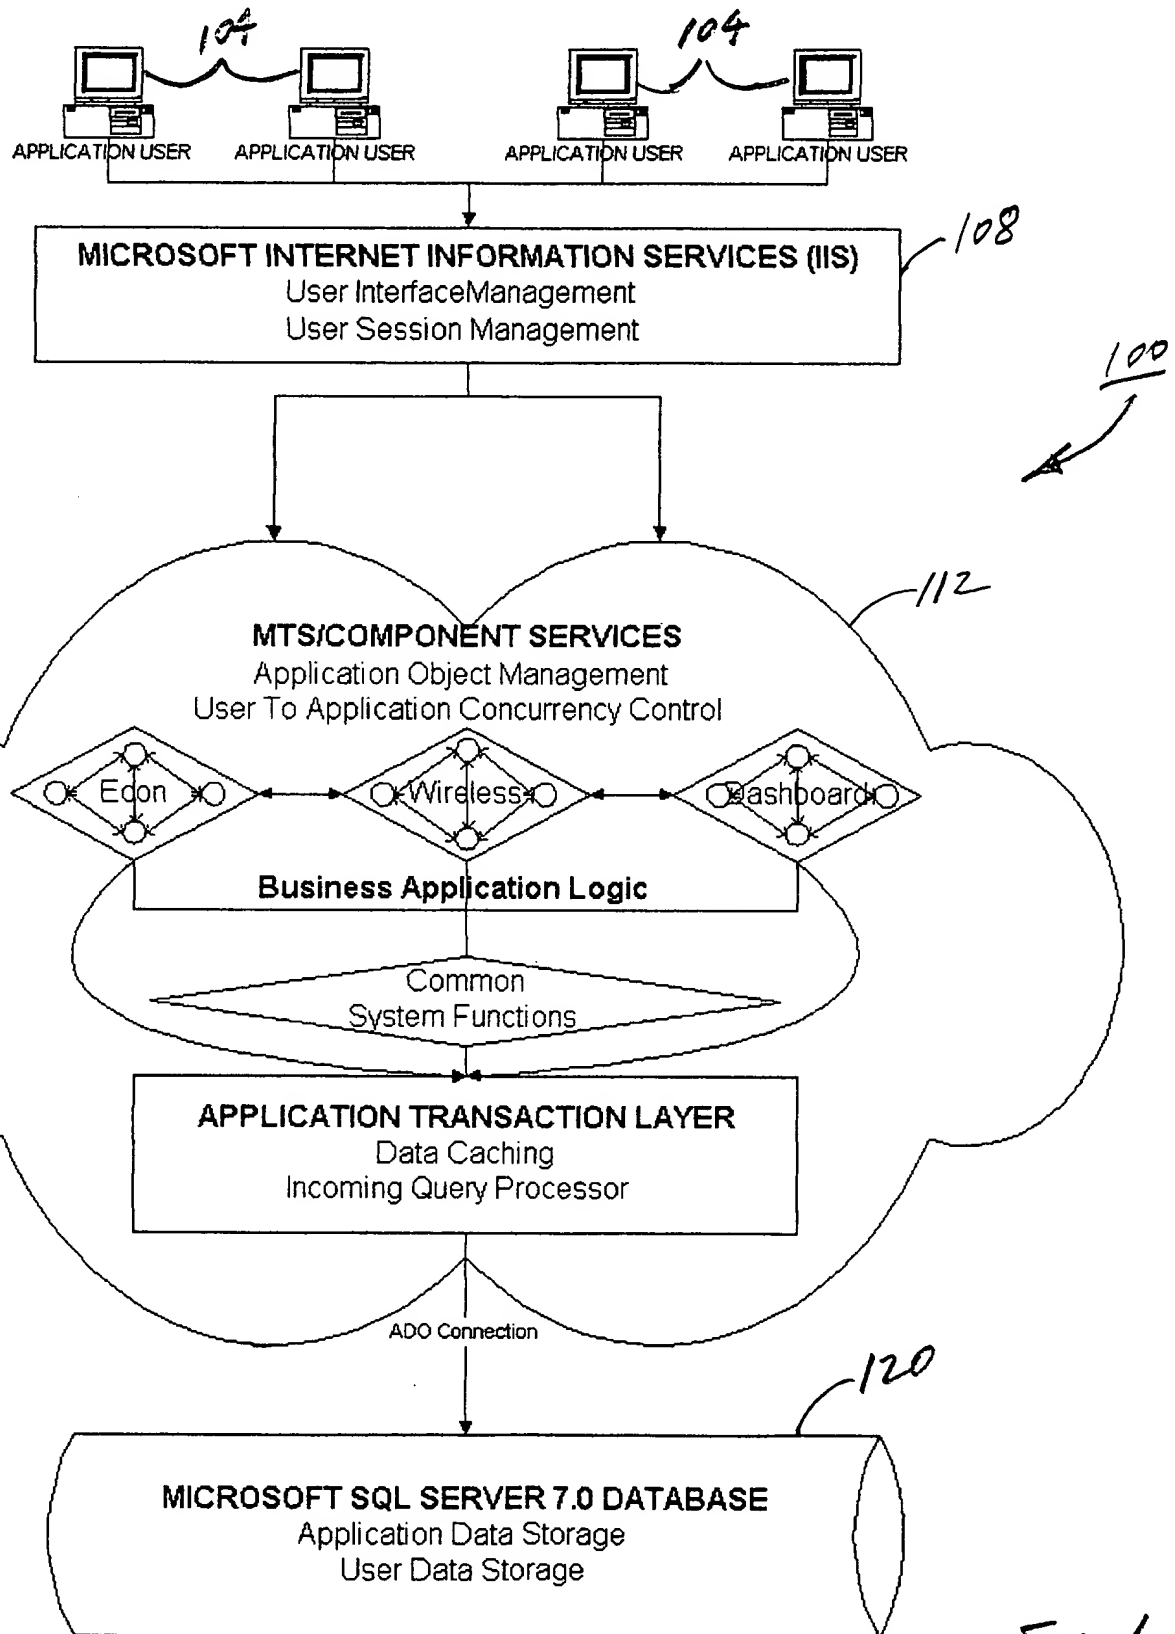 104 104
APPLICATION USER APPLICATION USER APPLICATION USER APPLICATION USER
MICROSOFT INTERNET INFORMATION SERVICES (IIS)
User InterfaceManagement
User Session Management
108
100
112
MTS/COMPONENT SERVICES
Application Object Management
User To Application Concurrency Control
Econ Wireless Dashboard
Business Application Logic
Common
System Functions
APPLICATION TRANSACTION LAYER
Data Caching
Incoming Query Processor
ADO Connection
120
MICROSOFT SQL SERVER 7.0 DATABASE
Application Data Storage
User Data Storage